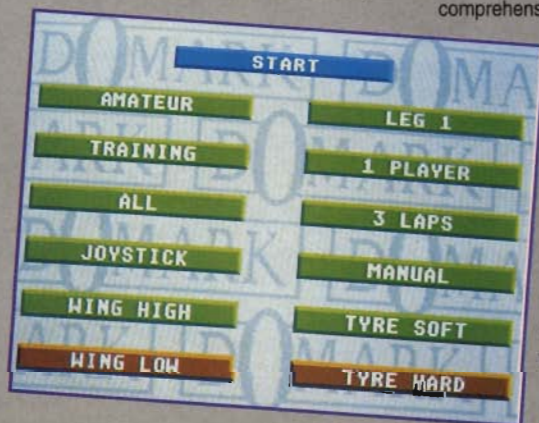 comprehens
START
AMATEUR
LEG 1
TRAINING
1 PLAYER
ALL
3 LAPS
JOYSTICK
MANUAL
WING HIGH
TYRE SOFT
WING LOW
TYRE HARD
DOMARK